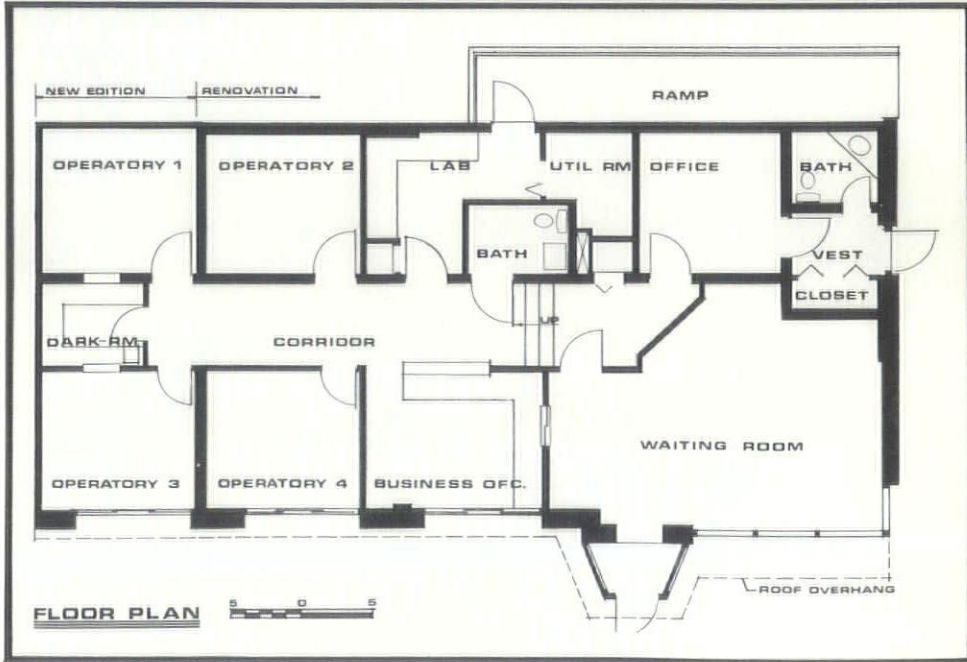 RAMP
NEW EDITION
RENOVATION
OPERATORY 1
OPERATORY 2
LAB
UTIL RM
OFFICE
BATH
BATH
VEST
CLOSET
UP
DARK RM
CORRIDOR
WAITING ROOM
OPERATORY 3
OPERATORY 4
BUSINESS OFC.
ROOF OVERHANG
FLOOR PLAN
5 0 5